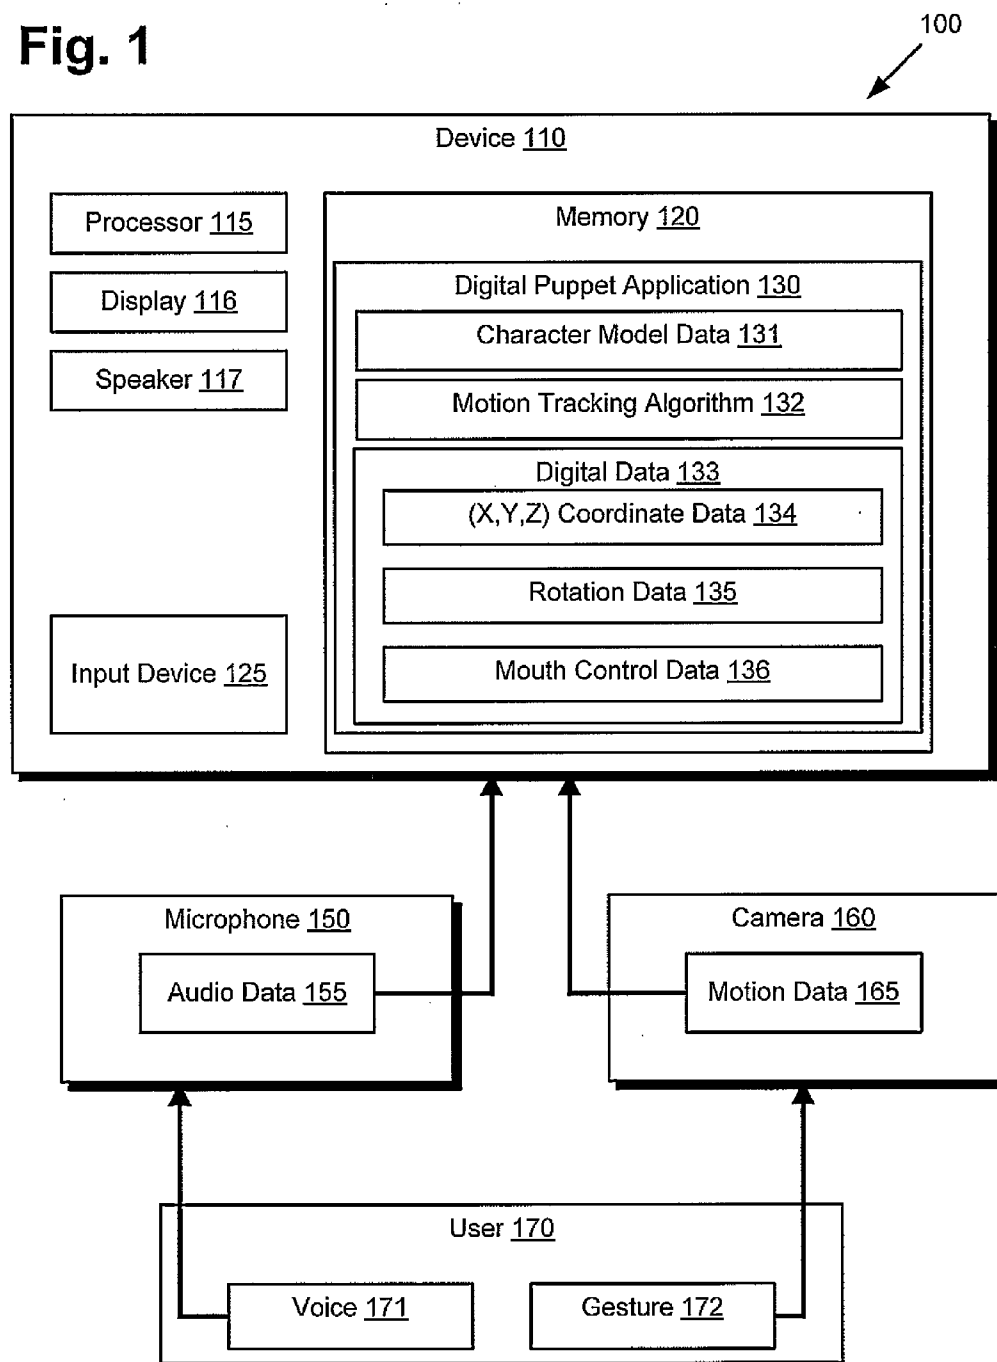 Fig. 1
100
Device 110
Processor 115
Display 116
Speaker 117
Input Device 125
Memory 120
Digital Puppet Application 130
Character Model Data 131
Motion Tracking Algorithm 132
Digital Data 133
(X,Y,Z) Coordinate Data 134
Rotation Data 135
Mouth Control Data 136
Microphone 150
Audio Data 155
Camera 160
Motion Data 165
User 170
Voice 171
Gesture 172